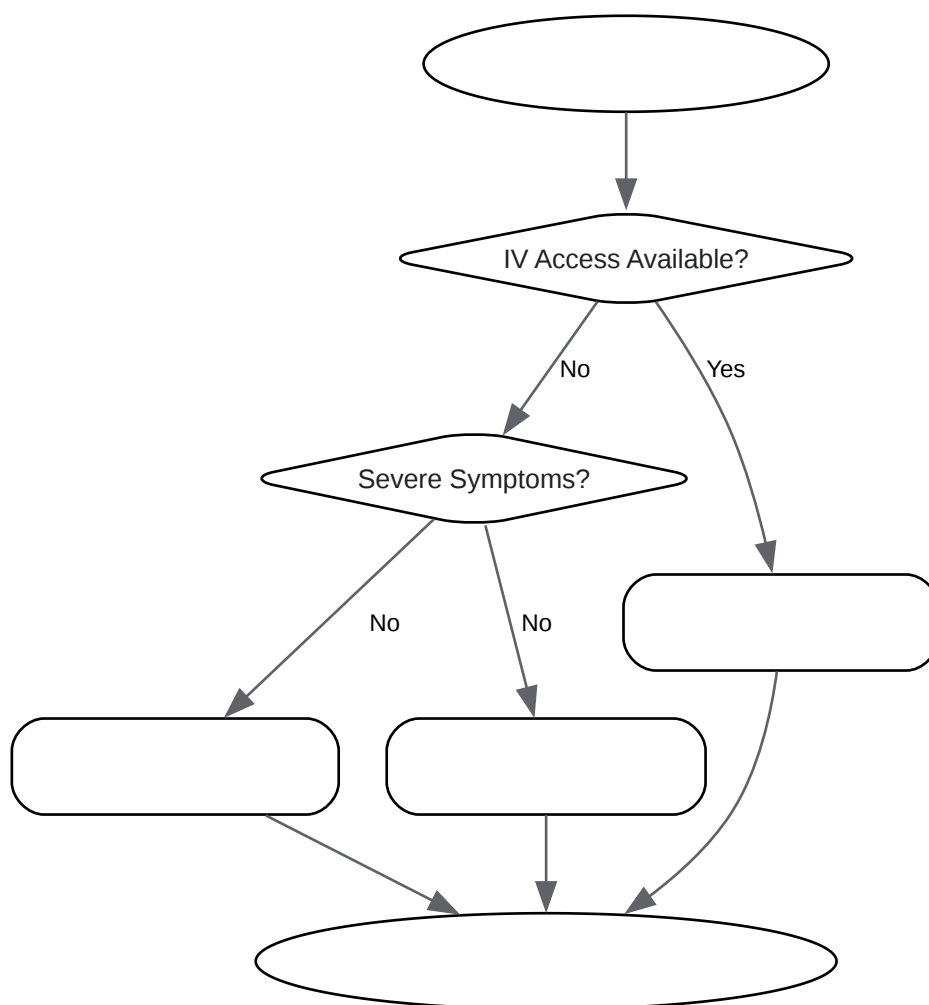 IV Access Available?
No
Yes
Severe Symptoms?
No
No